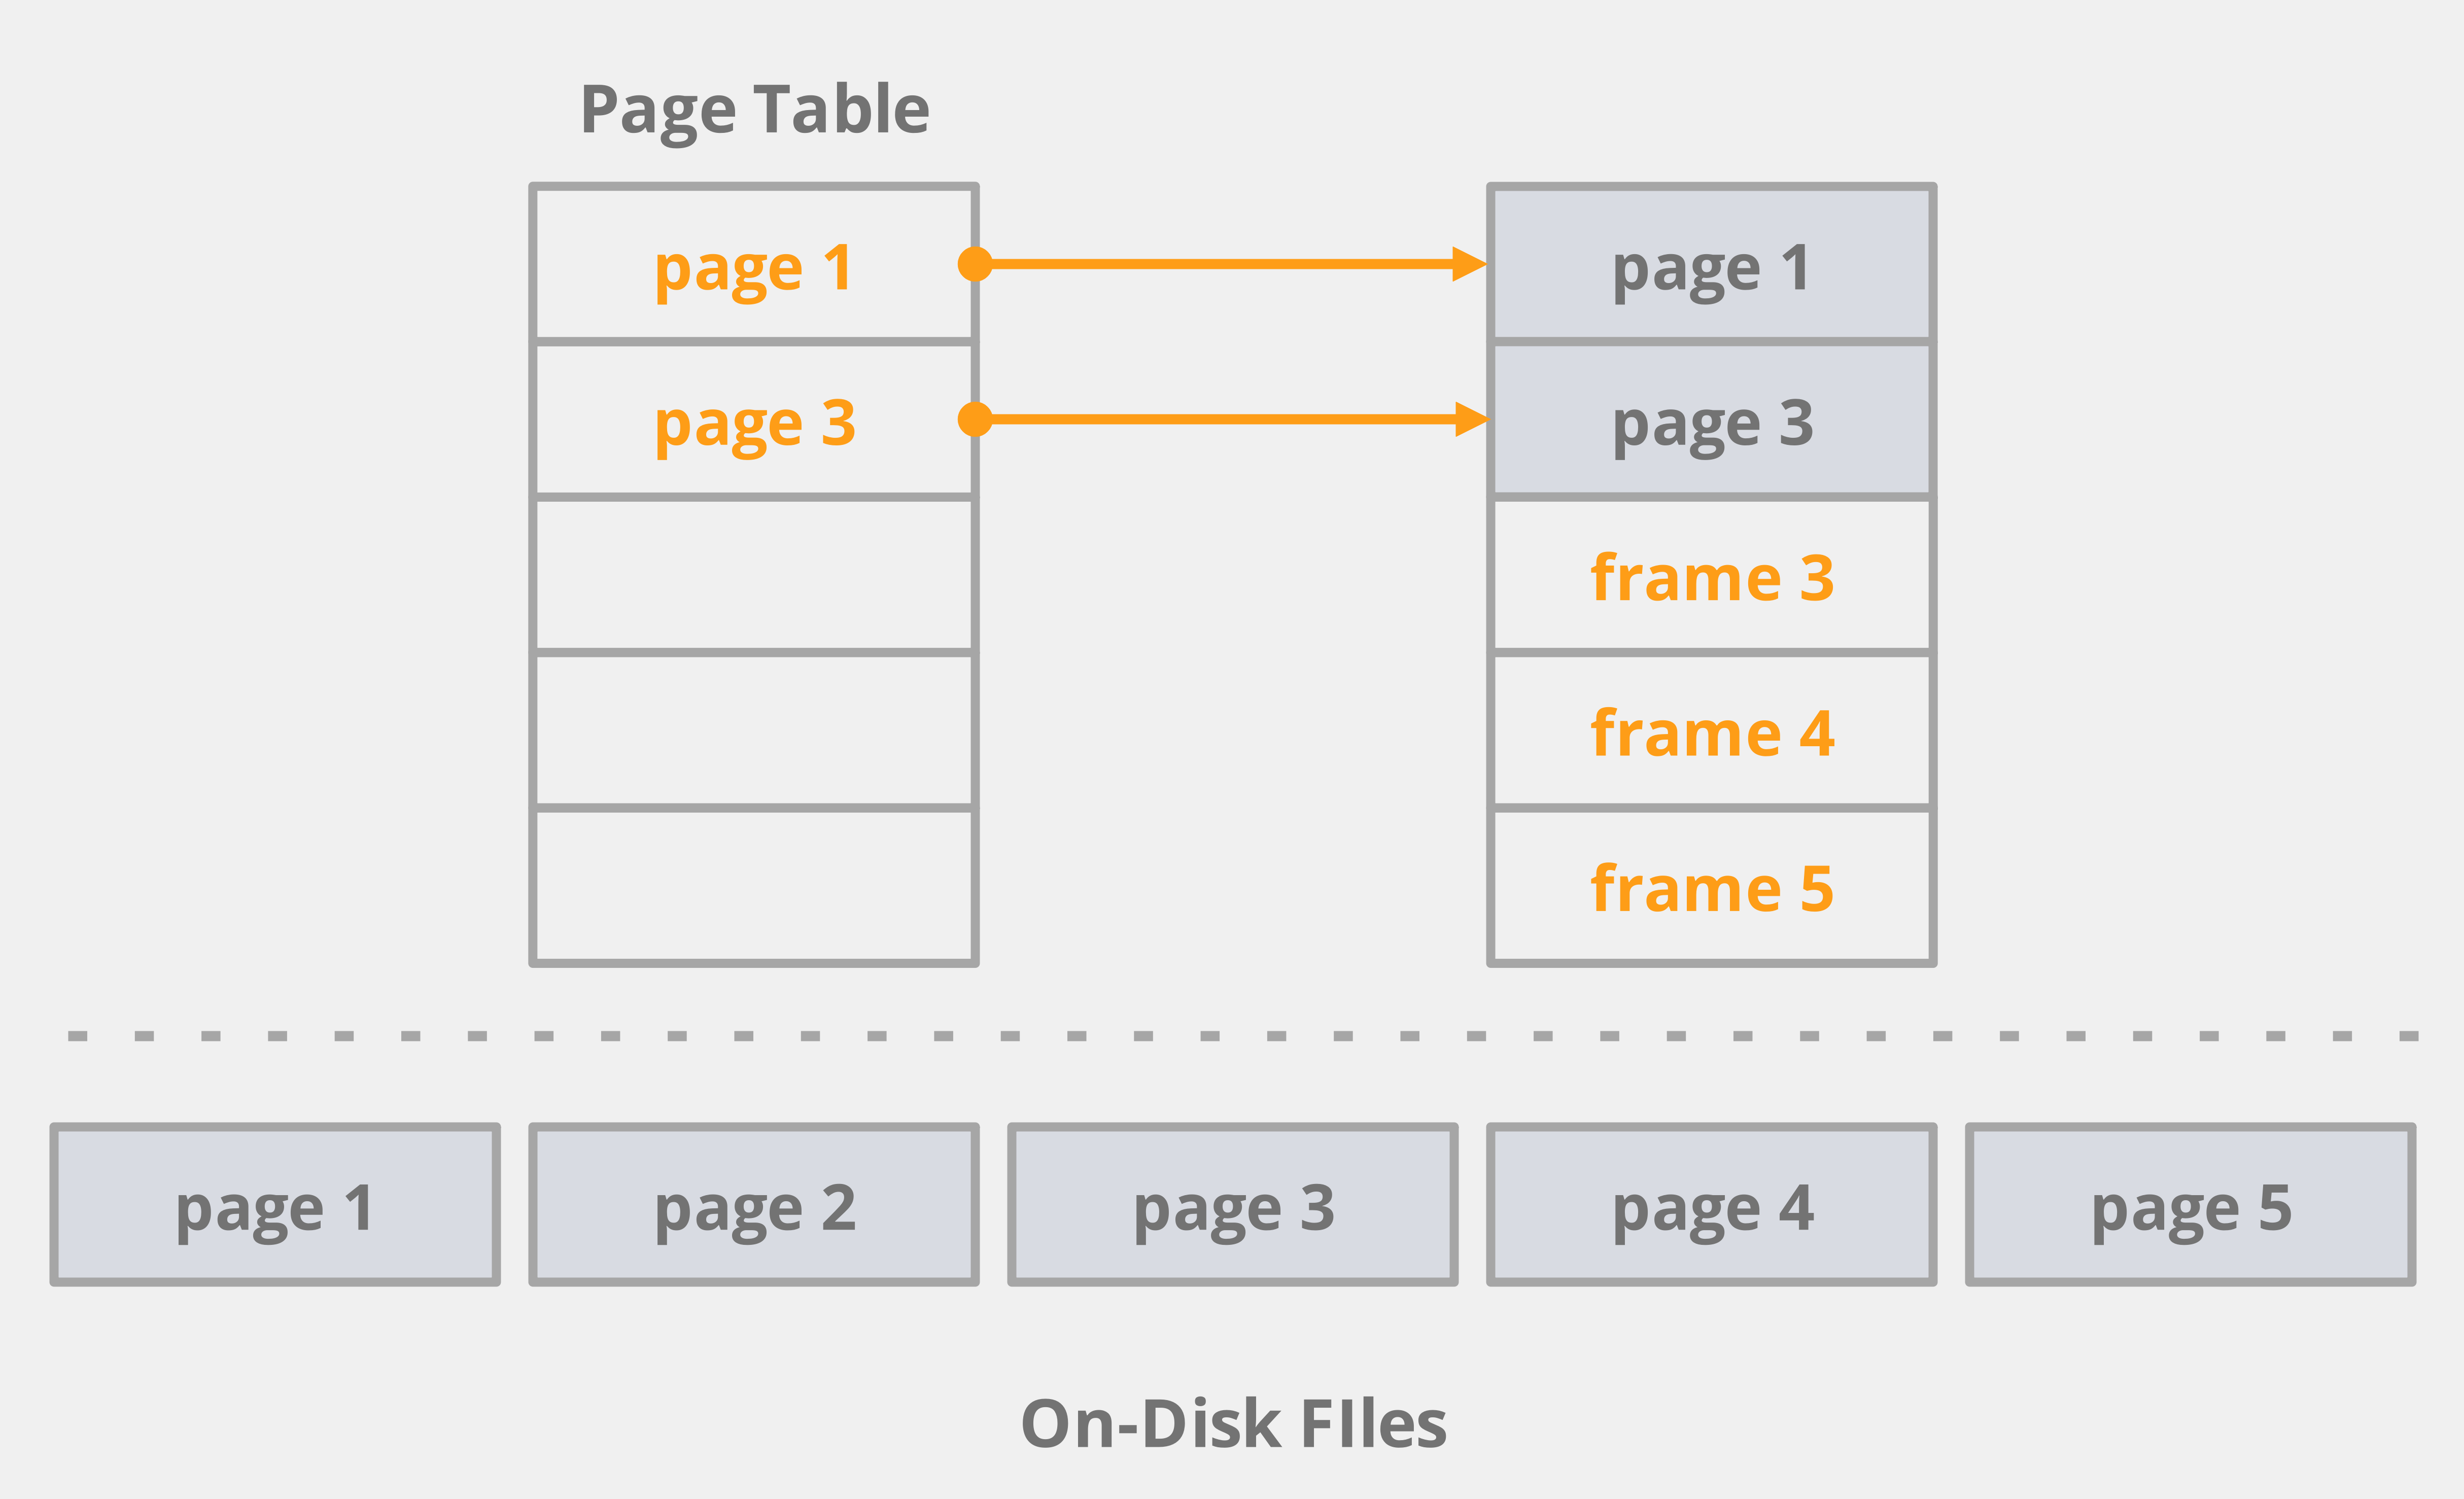 Page Table
page 1
page 3
page 1
page 3
frame 3
frame 4
frame 5
page 1
page 2
page 3
page 4
page 5
On-Disk FIles